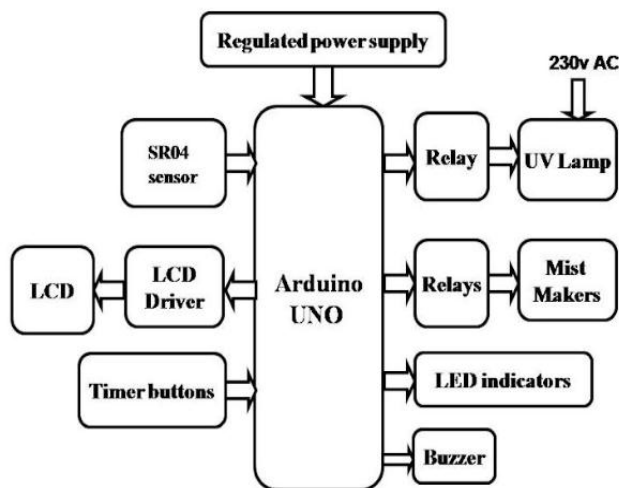 Regulated power supply
230v AC
SR04
sensor
Relay
UV Lamp
LCD
LCD
Driver
Arduino
UNO
Relays
Mist
Makers
Timer buttons
LED indicators
Buzzer